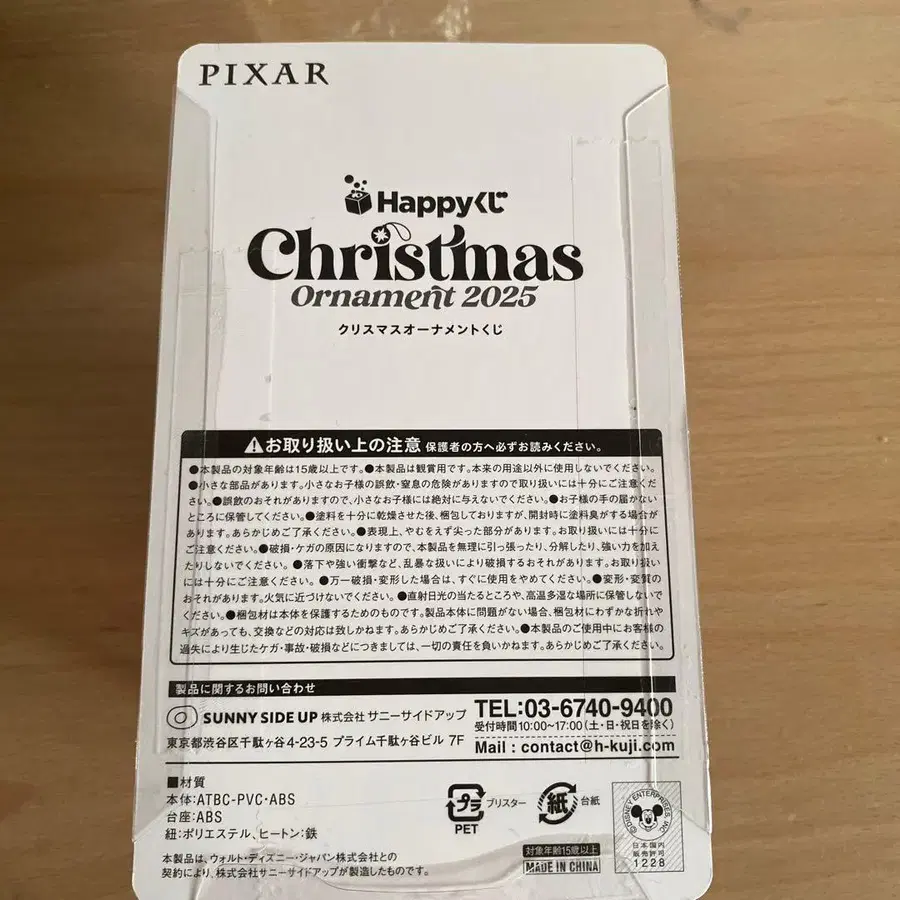 PIXAR
Happyくじ
Christmas
Ornament 2025
クリスマスオーナメントくじ
⚠お取り扱い上の注意 保護者の方へ必ずお読みください。
●本製品の対象年齢は15歳以上です。●本製品は観賞用です。本来の用途以外に使用しないでください。
●小さな部品があります。小さなお子様の誤飲・窒息の危険がありますので取り扱いには十分にご注意くだ
さい。●誤飲のおそれがありますので、小さなお子様には絶対に与えないでください。●お子様の手の届かない
ところに保管してください。●塗料を十分に乾燥させた後、梱包しておりますが、開封時に塗料臭がする場合が
あります。あらかじめご了承ください。●表現上、やむをえず尖った部分があります。お取り扱いには十分に
ご注意ください。●破損・ケガの原因になりますので、本製品を無理に引っ張ったり、分解したり、強い力を加え
たりしないでください。●落下や強い衝撃など、乱暴な扱いにより破損するおそれがあります。お取り扱い
には十分にご注意ください。●万一破損・変形した場合は、すぐに使用をやめてください。●変形・変質の
おそれがあります。火気に近づけないでください。●直射日光の当たるところや、高温多湿な場所に保管しないで
ください。●梱包材は本体を保護するためのものです。製品本体に問題がない場合、梱包材にわずかな折れや
キズがあっても、交換などの対応は致しかねます。あらかじめご了承ください。●本製品のご使用中にお客様の
過失により生じたケガ・事故・破損などにつきましては、一切の責任を負いかねます。あらかじめご了承ください。
製品に関するお問い合わせ
SUNNY SIDE UP 株式会社 サニーサイドアップ
東京都渋谷区千駄ヶ谷4-23-5 プライム千駄ヶ谷ビル 7F
TEL:03-6740-9400
受付時間10:00~17:00(土・日・祝日を除く)
Mail : contact@h-kuji.com
■材質
本体:ATBC-PVC・ABS
台座:ABS
紐:ポリエステル、ヒートン:鉄
本製品は、ウォルト・ディズニー・ジャパン株式会社との
契約により、株式会社サニーサイドアップが製造したものです。
プラ ブリスター
PET
紙 台紙
対象年齢15歳以上
MADE IN CHINA
©DISNEY ENTERPRISES, INC.
日本国内
販売許可
1228